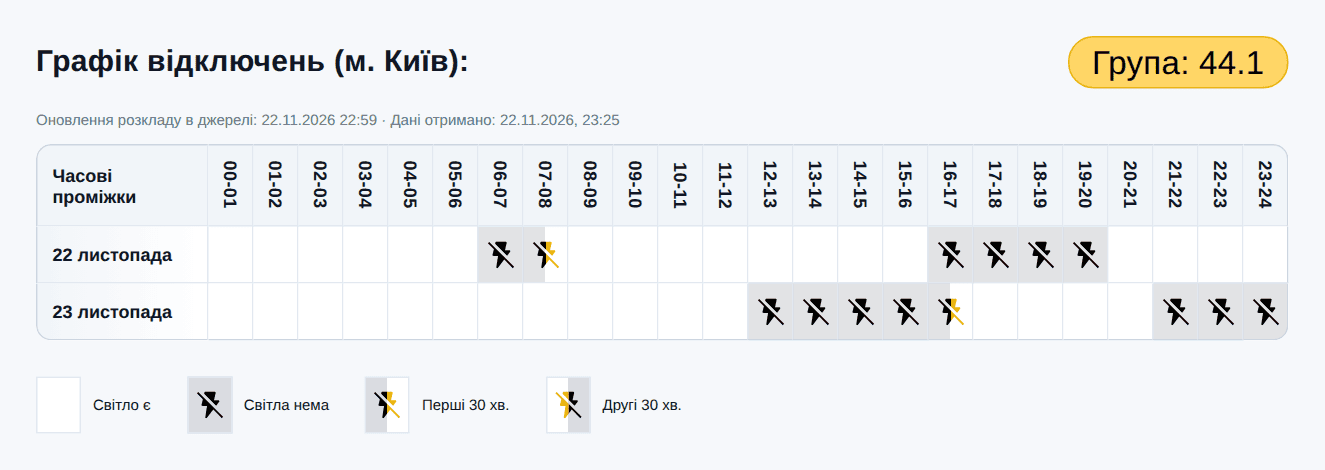 Графік відключень (м. Київ):
Група: 44.1
Оновлення розкладу в джерелі: 22.11.2026 22:59 · Дані отримано: 22.11.2026, 23:25
Часові
проміжки
00-01
01-02
02-03
03-04
04-05
05-06
06-07
07-08
08-09
09-10
10-11
11-12
12-13
13-14
14-15
15-16
16-17
17-18
18-19
19-20
20-21
21-22
22-23
23-24
22 листопада
23 листопада
Світло є
Світла нема
Перші 30 хв.
Другі 30 хв.